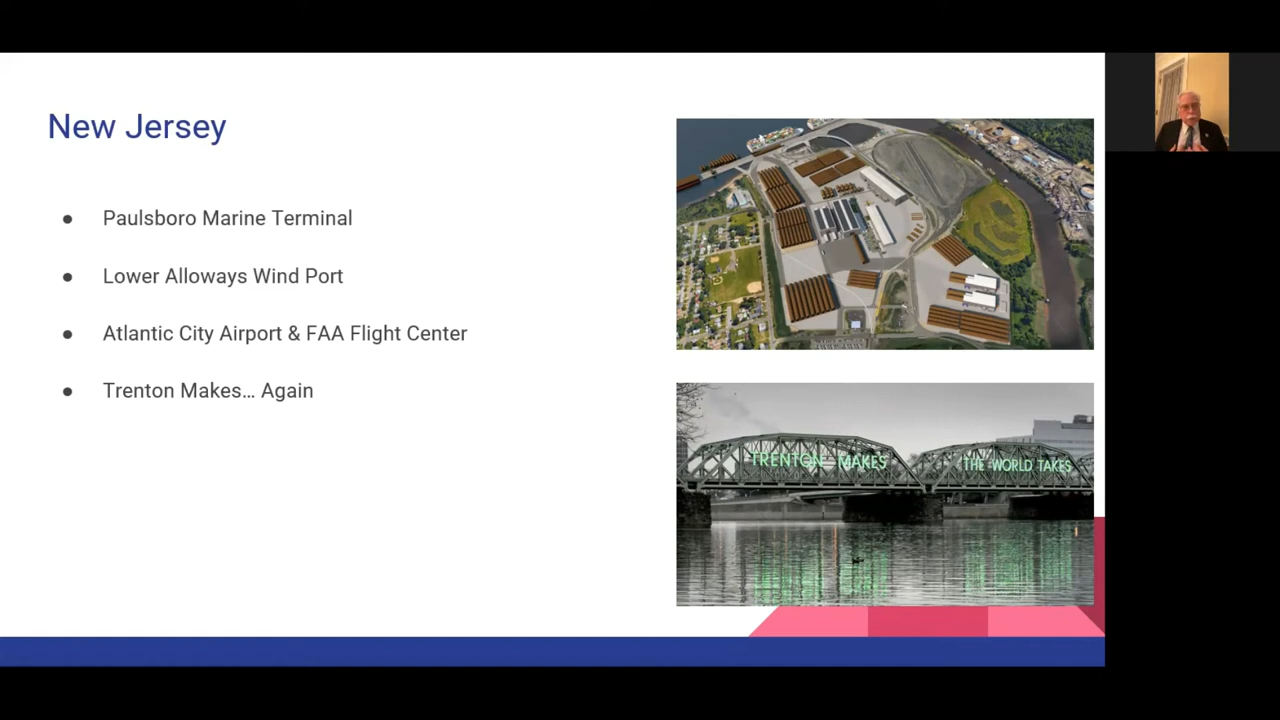 New Jersey
● Paulsboro Marine Terminal
● Lower Alloways Wind Port
● Atlantic City Airport & FAA Flight Center
● Trenton Makes... Again
TRENTON MAKES THE WORLD TAKES